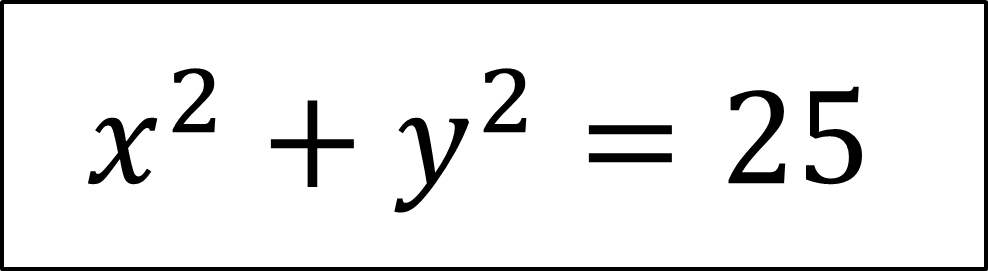 x² + y² = 25